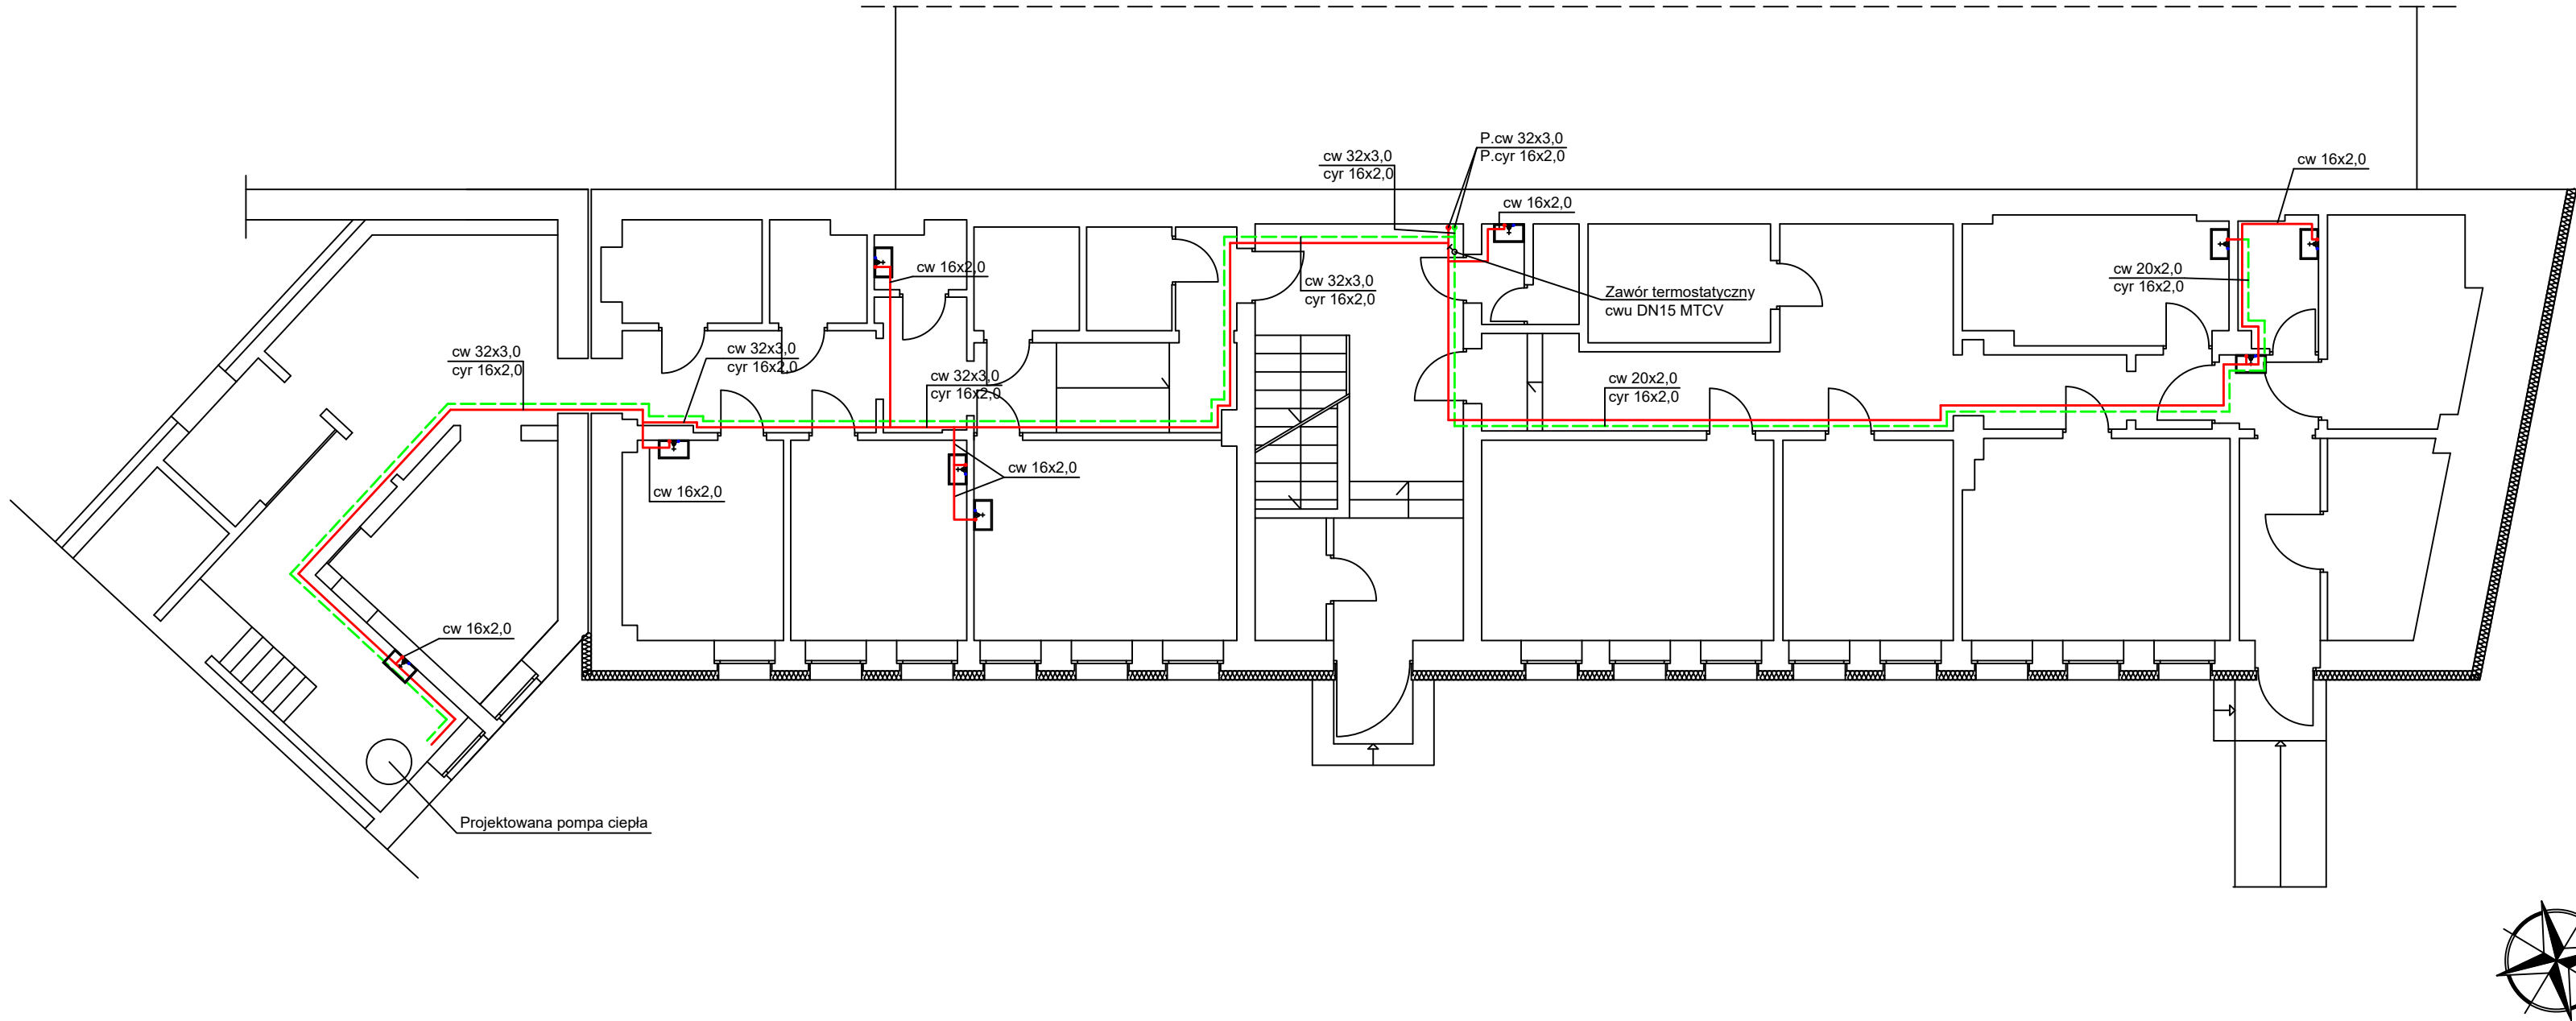 P.cw 32x3,0
P.cyr 16x2,0
cw 32x3,0
cyr 16x2,0
cw 16x2,0
cw 16x2,0
cw 16x2,0
cw 20x2,0
cyr 16x2,0
cw 32x3,0
cyr 16x2,0
Zawór termostatyczny
cwu DN15 MTCV
cw 32x3,0
cyr 16x2,0
cw 32x3,0
cyr 16x2,0
cw 32x3,0
cyr 16x2,0
cw 20x2,0
cyr 16x2,0
cw 16x2,0
cw 16x2,0
cw 16x2,0
Projektowana pompa ciepła